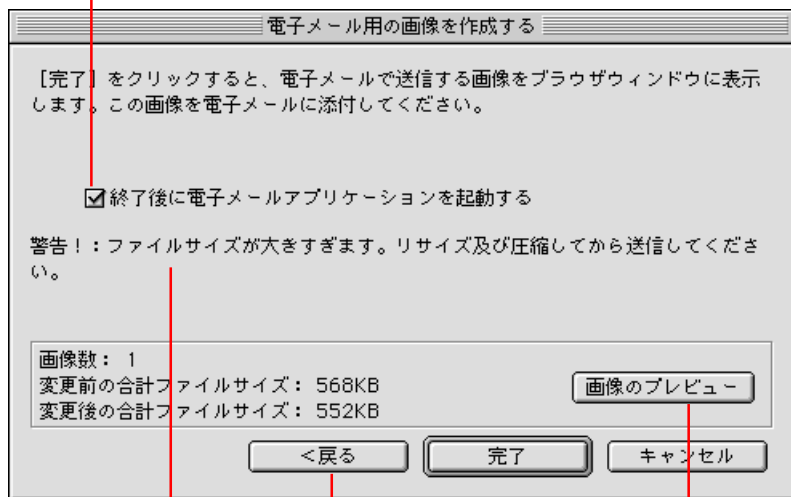 電子メール用の画像を作成する
［完了］をクリックすると、電子メールで送信する画像をブラウザウィンドウに表示
します。この画像を電子メールに添付してください。
終了後に電子メールアプリケーションを起動する
警告！：ファイルサイズが大きすぎます。リサイズ及び圧縮してから送信してくださ
い。
画像数： 1
変更前の合計ファイルサイズ： 568KB
変更後の合計ファイルサイズ： 552KB
画像のプレビュー
<戻る
完了
キャンセル